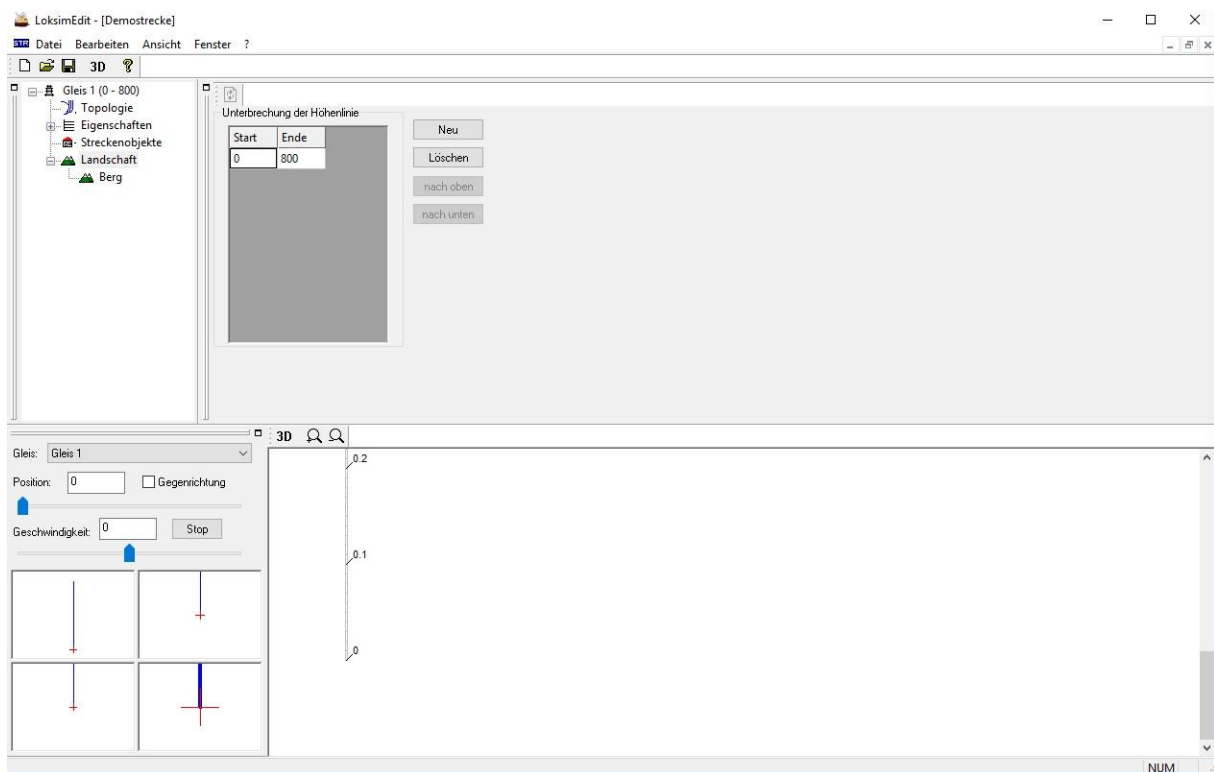 LoksimEdit - [Demostrecke]
STR Datei Bearbeiten Ansicht Fenster ?
3D
Gleis 1 (0 - 800)
Topologie
Eigenschaften
Streckenobjekte
Landschaft
Berg
Unterbrechung der Höhenlinie
Start Ende
0 800
Neu
Löschen
nach oben
nach unten
Gleis: Gleis 1
Position: 0 Gegenrichtung
Geschwindigkeit: 0 Stop
3D
0.2
0.1
0
NUM